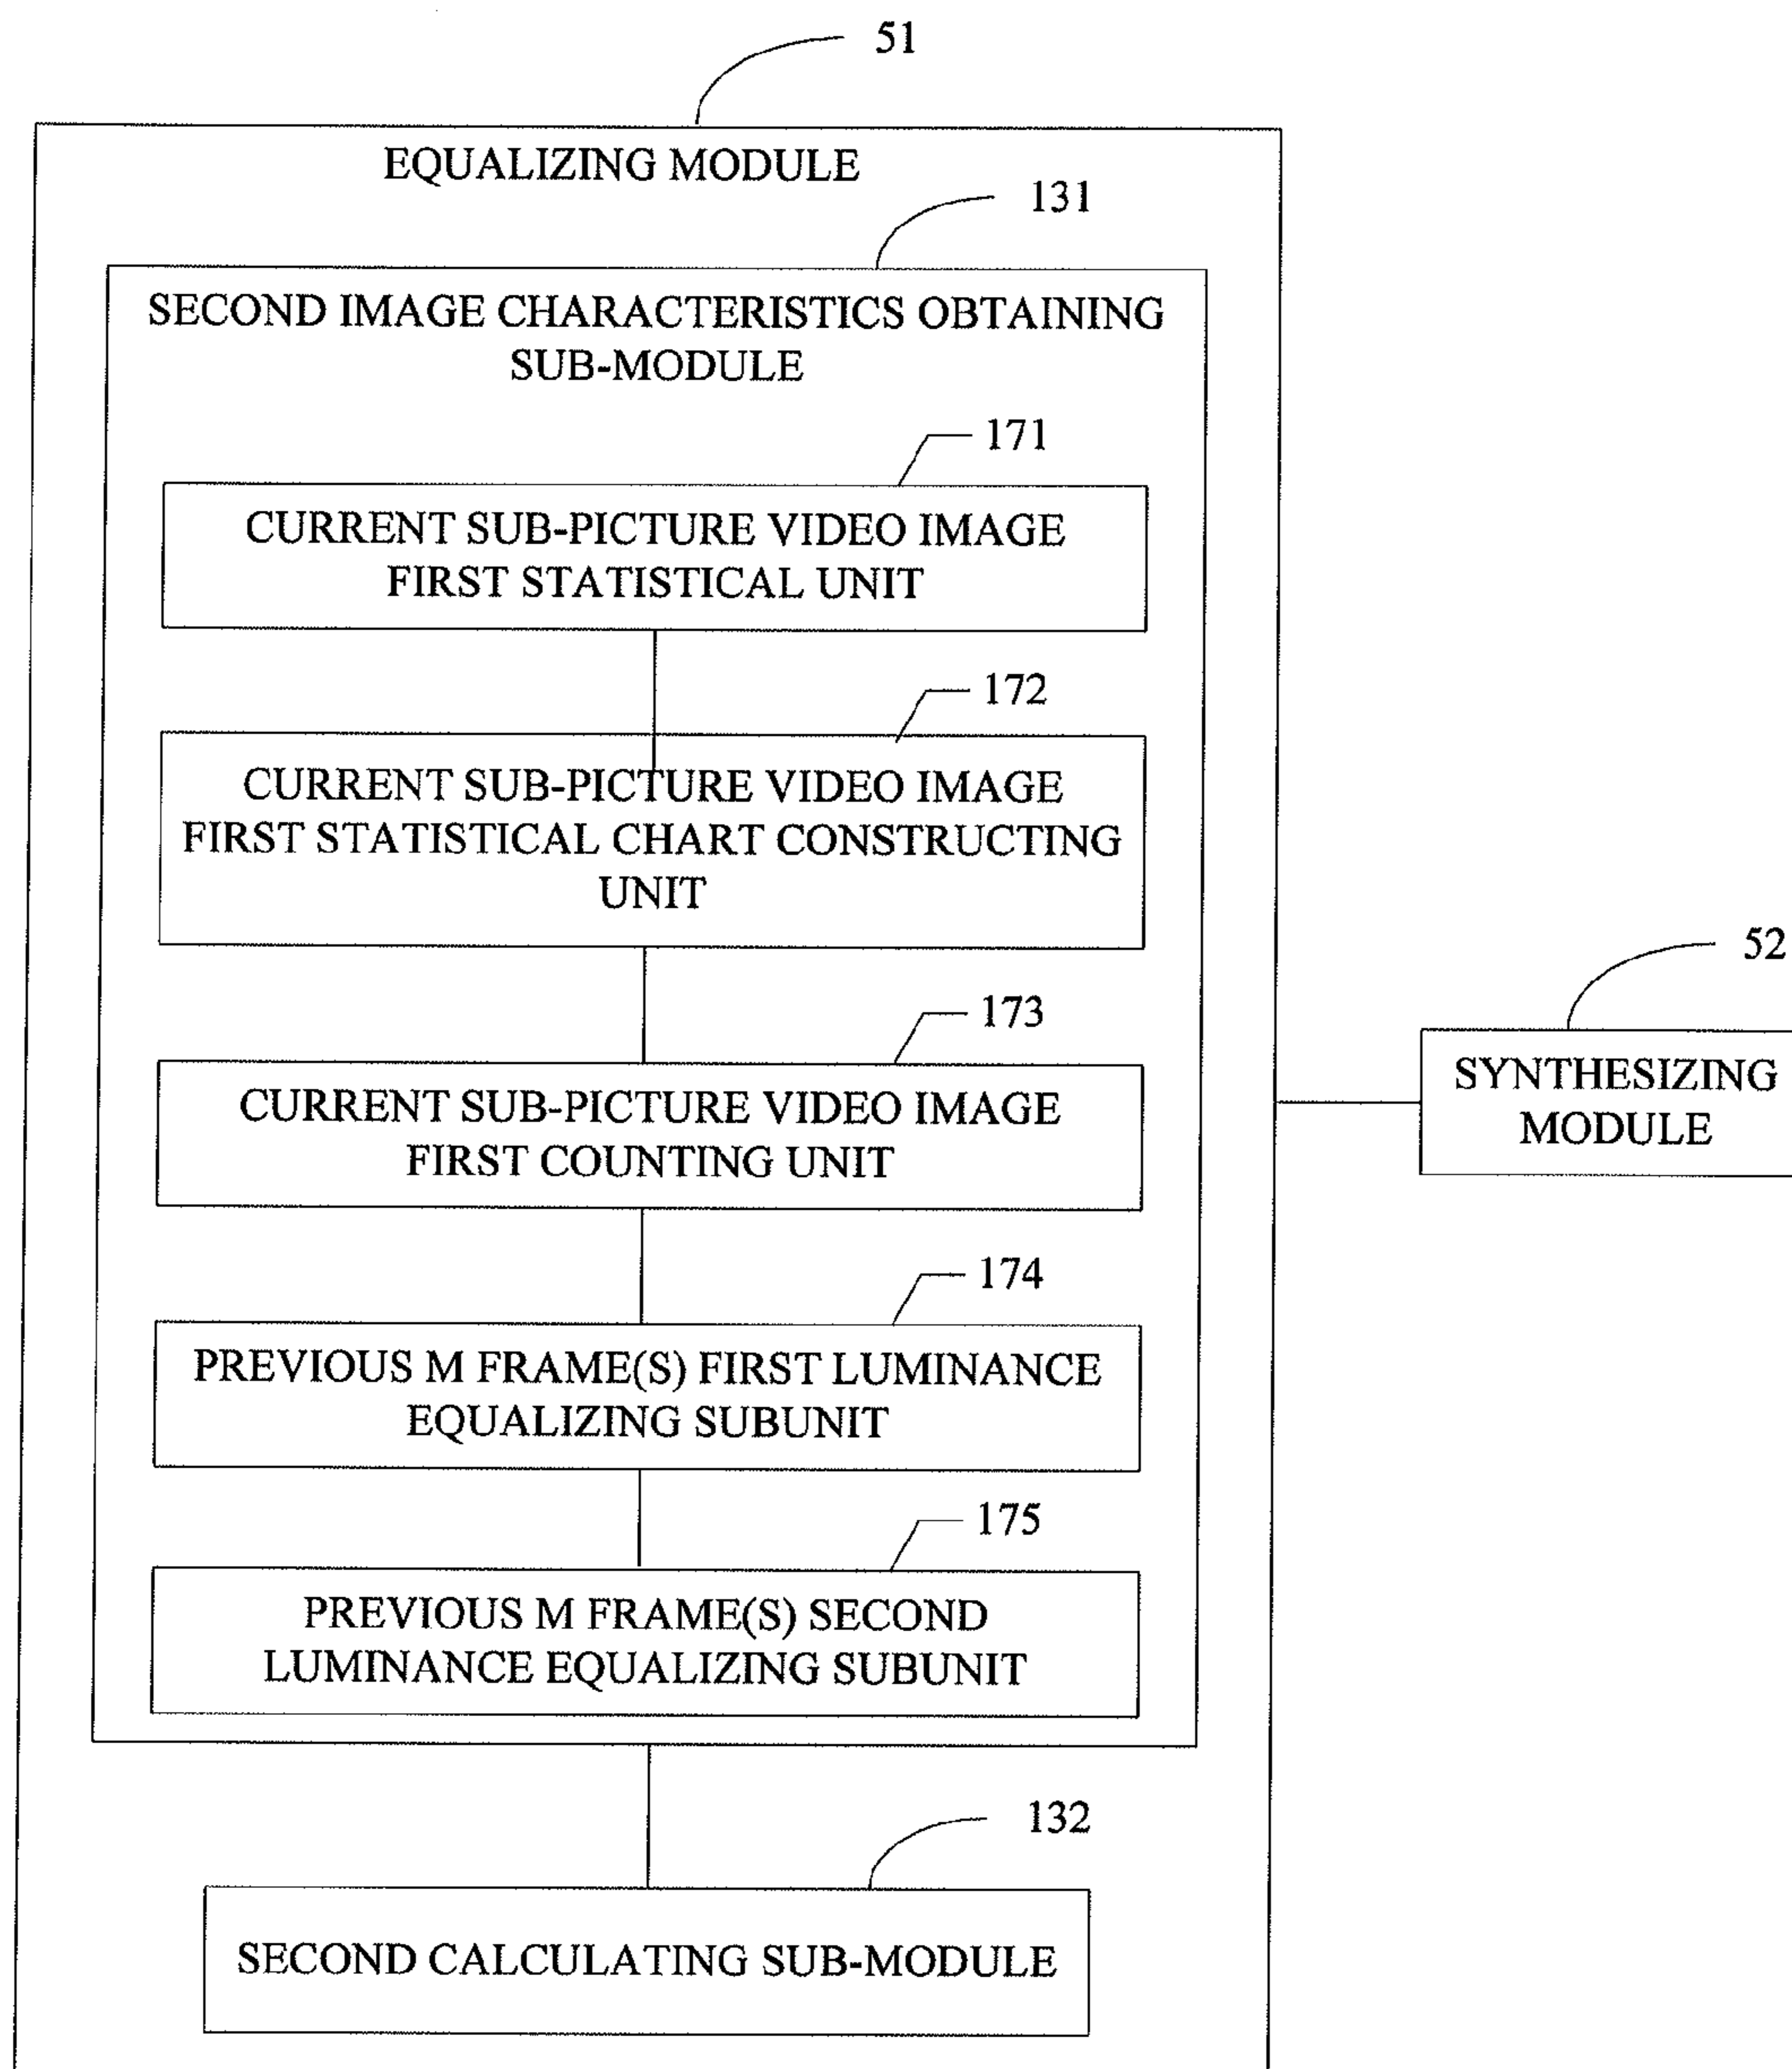 51
EQUALIZING MODULE
131
SECOND IMAGE CHARACTERISTICS OBTAINING
SUB-MODULE
171
CURRENT SUB-PICTURE VIDEO IMAGE
FIRST STATISTICAL UNIT
172
CURRENT SUB-PICTURE VIDEO IMAGE
FIRST STATISTICAL CHART CONSTRUCTING
UNIT
52
173
SYNTHESIZING
MODULE
CURRENT SUB-PICTURE VIDEO IMAGE
FIRST COUNTING UNIT
174
PREVIOUS M FRAME(S) FIRST LUMINANCE
EQUALIZING SUBUNIT
175
PREVIOUS M FRAME(S) SECOND
LUMINANCE EQUALIZING SUBUNIT
132
SECOND CALCULATING SUB-MODULE